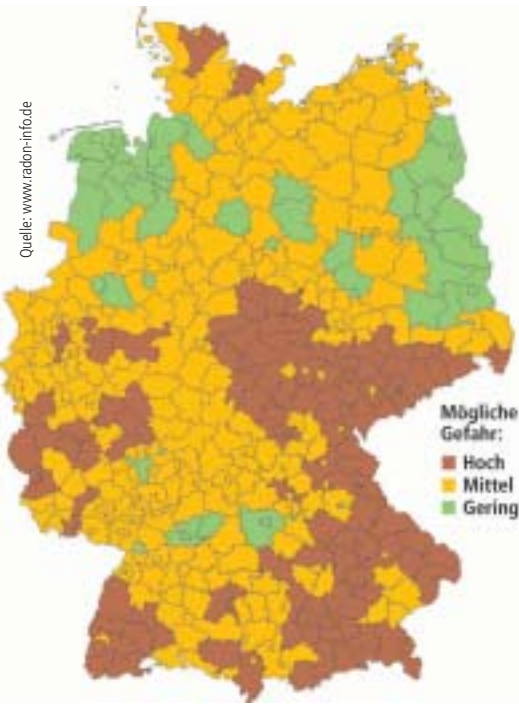 Quelle: www.radon-info.de
Mögliche
Gefahr:
Hoch
Mittel
Gering